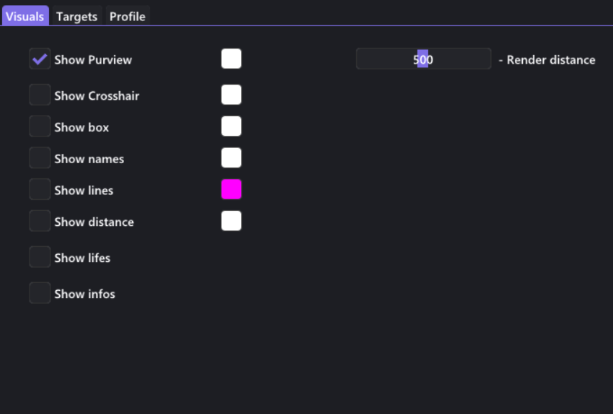 Visuals Targets Profile
Show Purview 500 - Render distance
Show Crosshair
Show box
Show names
Show lines
Show distance
Show lifes
Show infos